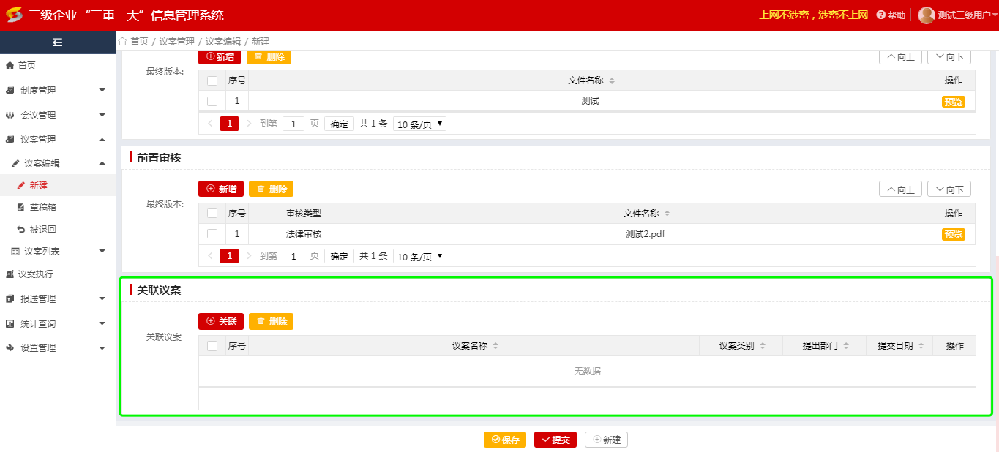 三级企业“三重一大”信息管理系统
上网不涉密，涉密不上网 帮助 测试三级用户
首页 / 议案管理 / 议案编辑 / 新建
首页
制度管理
会议管理
议案管理
议案编辑
新建
草稿箱
被退回
议案列表
议案执行
报送管理
统计查询
设置管理
最终版本:
新增 删除 向上 向下
序号 文件名称 操作
1 测试 预览
1 到第 1 页 确定 共 1 条 10 条/页
前置审核
最终版本:
新增 删除 向上 向下
序号 审核类型 文件名称 操作
1 法律审核 测试2.pdf 预览
1 到第 1 页 确定 共 1 条 10 条/页
关联议案
关联议案
关联 删除
序号 议案名称 议案类别 提出部门 提交日期 操作
无数据
保存 提交 新建